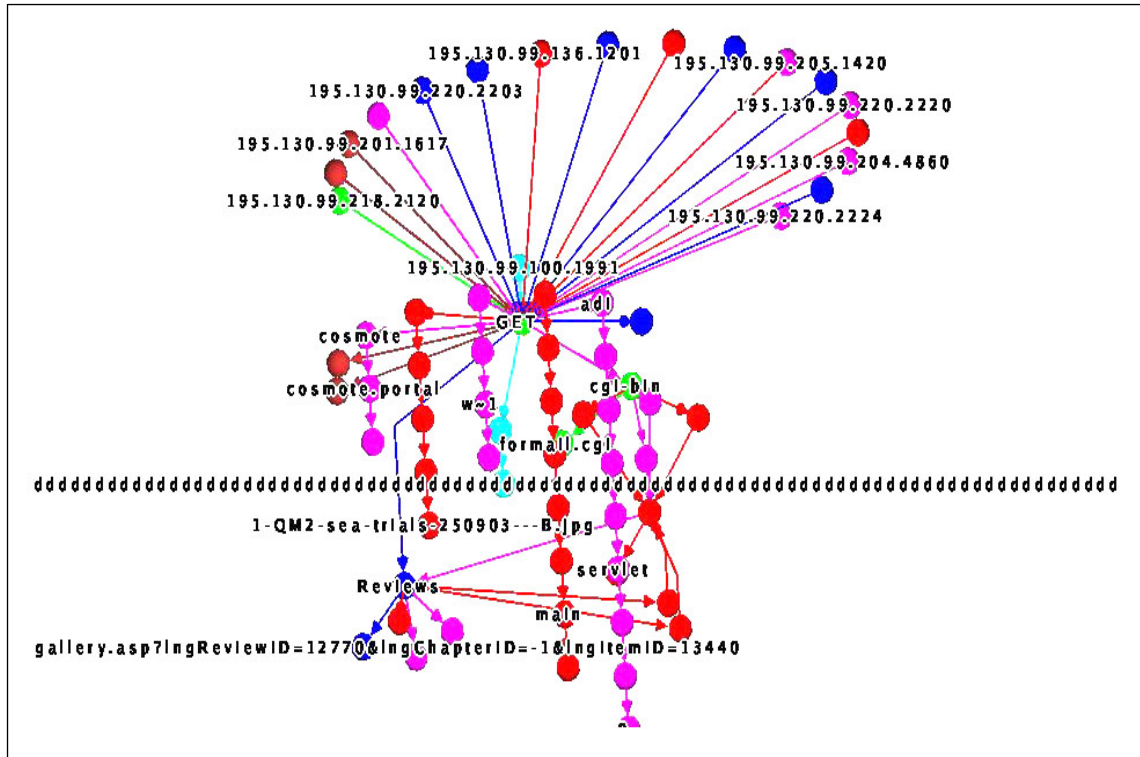 195.130.99.136.1201
195.130.99.205.1420
195.130.99.220.2203
195.130.99.220.2220
195.130.99.201.1617
195.130.99.204.4860
195.130.99.218.2120
195.130.99.220.2224
195.130.99.100.1991
adl
GET
cosmote
cosmote.portal
cgi-bin
w~1
formall.cgl
1-QM2-sea-trials-250903---B.jpg
servlet
Reviews
main
gallery.asp?lngReviewID=12770&lngChapterID=-1&lngItemID=13440